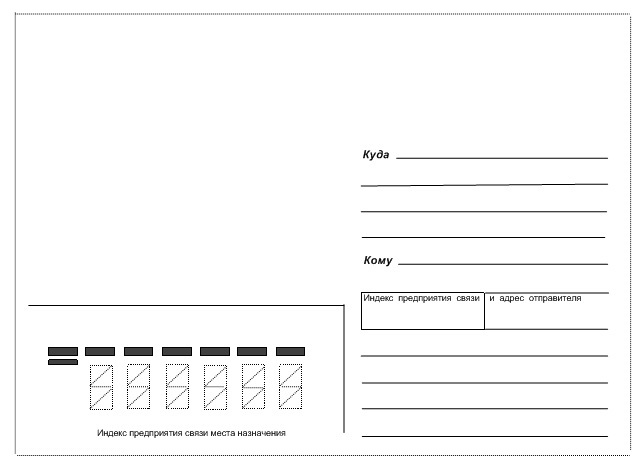 Куда
Кому
Индекс предприятия связи и адрес отправителя
Индекс предприятия связи места назначения